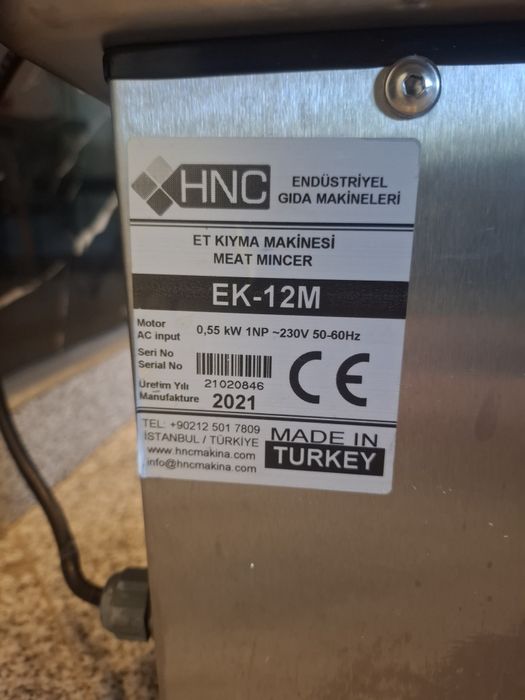 HNC
ENDÜSTRİYEL
GIDA MAKİNELERİ
ET KIYMA MAKİNESİ
MEAT MINCER
EK-12M
Motor
AC input 0,55 kW 1NP ~230V 50-60Hz
Seri No
Serial No
21020846
Üretim Yılı
Manufakture 2021
CE
TEL: +90212 501 7809
İSTANBUL / TÜRKİYE
www.hncmakina.com
info@hncmakina.com
MADE IN
TURKEY